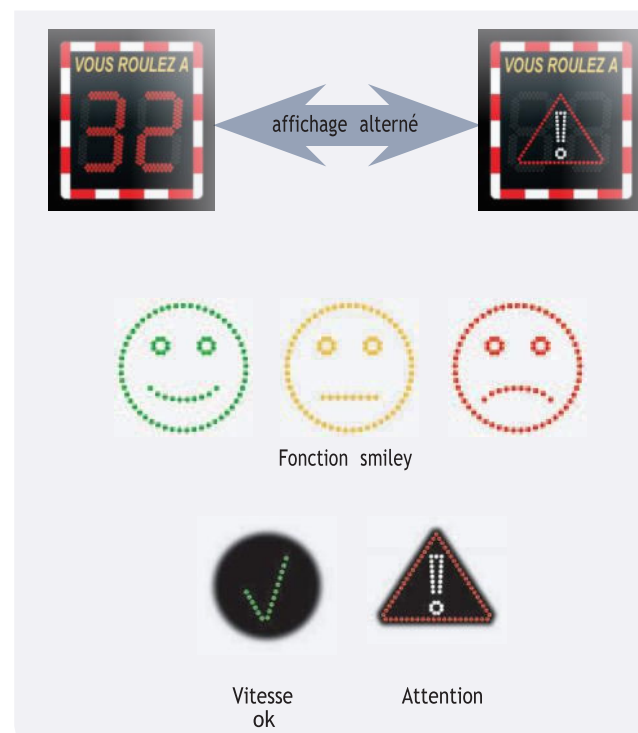 VOUS ROULEZ A
VOUS ROULEZ A
32
affichage alterné
Fonction smiley
Vitesse
ok
Attention